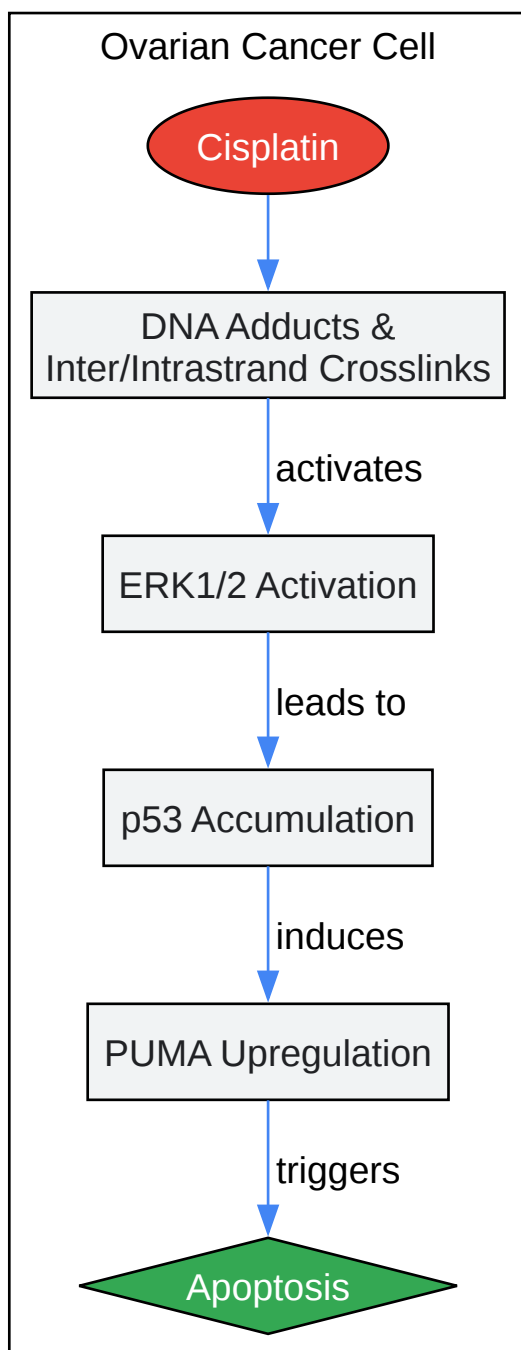 Ovarian Cancer Cell
Cisplatin
DNA Adducts &
Inter/Intrastrand Crosslinks
activates
ERK1/2 Activation
leads to
p53 Accumulation
induces
PUMA Upregulation
triggers
Apoptosis